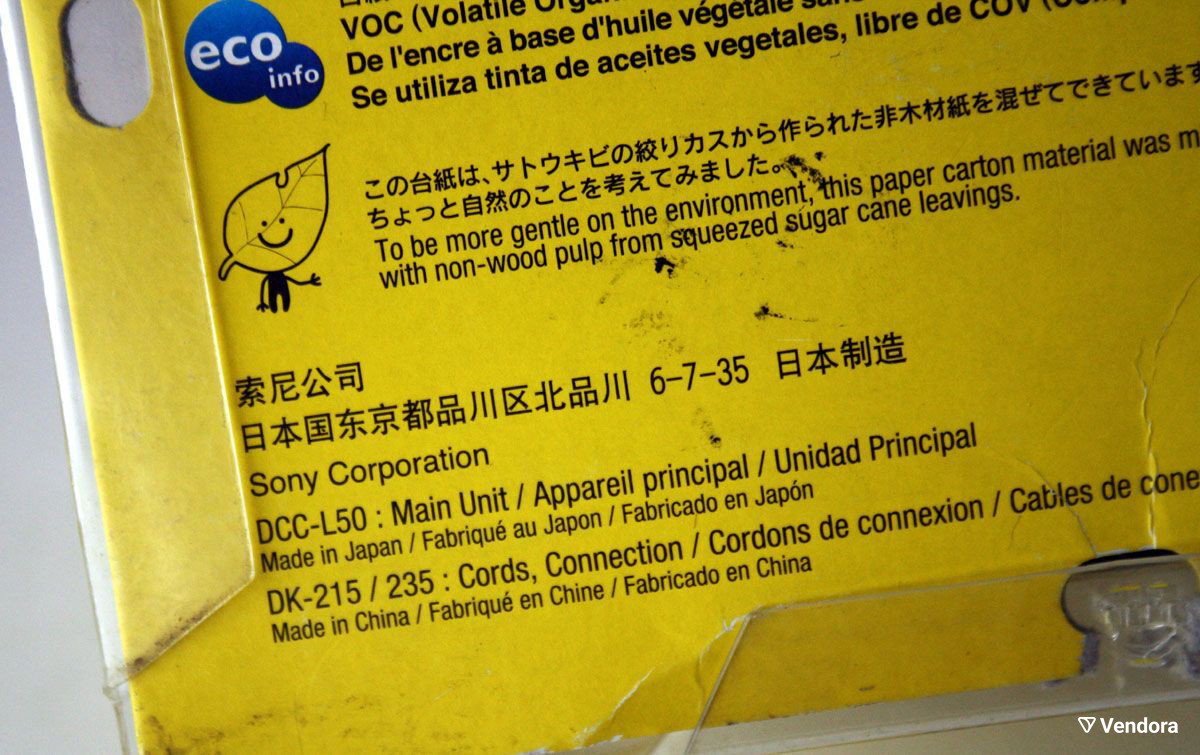 eco
info
VOC (Volatile
De l'encre à base d'huile végétale
Se utiliza tinta de aceites vegetales, libre de COV
この台紙は、サトウキビの絞りカスから作られた非木材紙を混ぜてできています
ちょっと自然のことを考えてみました。
To be more gentle on the environment, this paper carton material was
with non-wood pulp from squeezed sugar cane leavings.
索尼公司
日本国东京都品川区北品川 6-7-35 日本制造
Sony Corporation
DCC-L50 : Main Unit / Appareil principal / Unidad Principal
Made in Japan / Fabriqué au Japon / Fabricado en Japón
DK-215 / 235 : Cords, Connection / Cordons de connexion / Cables de
Made in China / Fabriqué en Chine / Fabricado en China
Vendora